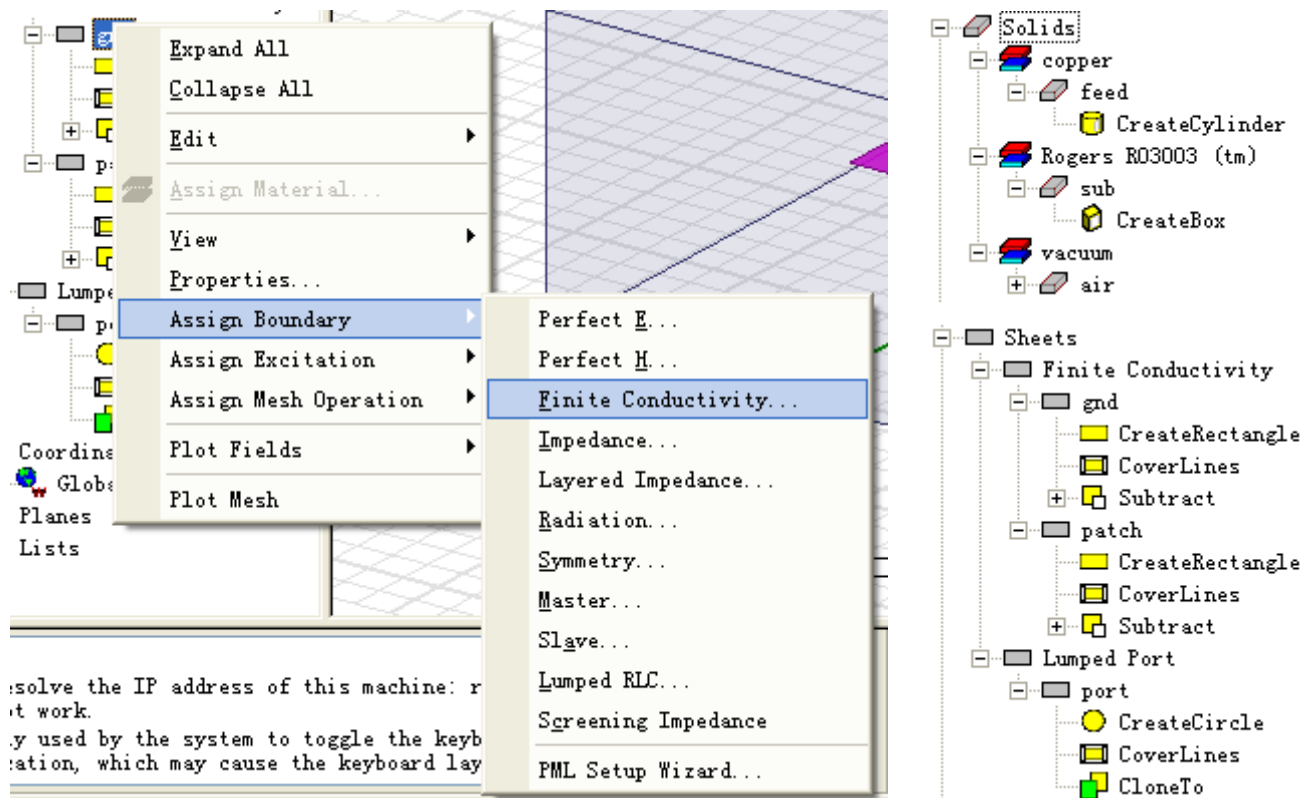 Expand All
Collapse All
Edit
Assign Material...
View
Properties...
Assign Boundary
Assign Excitation
Assign Mesh Operation
Plot Fields
Plot Mesh
Lumpe
Coordina
Globa
Planes
Lists
Perfect E...
Perfect H...
Finite Conductivity...
Impedance...
Layered Impedance...
Radiation...
Symmetry...
Master...
Slave...
Lumped RLC...
Screening Impedance
PML Setup Wizard...
esolve the IP address of this machine: r
t work.
y used by the system to toggle the keyb
ation, which may cause the keyboard lay
Solids
copper
feed
CreateCylinder
Rogers RO3003 (tm)
sub
CreateBox
vacuum
air
Sheets
Finite Conductivity
gnd
CreateRectangle
CoverLines
Subtract
patch
CreateRectangle
CoverLines
Subtract
Lumped Port
port
CreateCircle
CoverLines
CloneTo